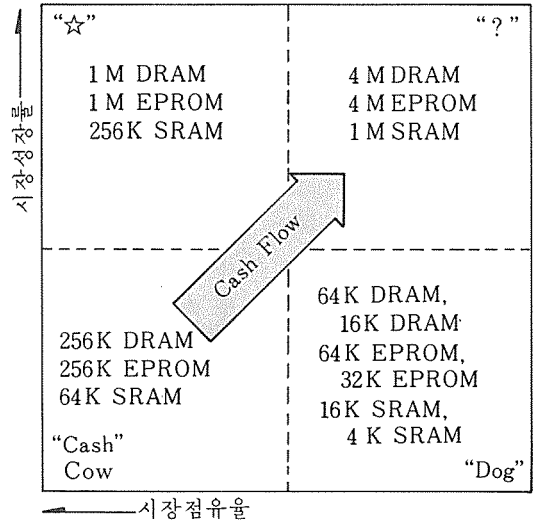 시장성장률
“☆”
1M DRAM
1M EPROM
256K SRAM
“?”
4M DRAM
4M EPROM
1M SRAM
Cash Flow
256K DRAM
256K EPROM
64K SRAM
“Cash”
Cow
64K DRAM,
16K DRAM
64K EPROM,
32K EPROM
16K SRAM,
4K SRAM
“Dog”
시장점유율